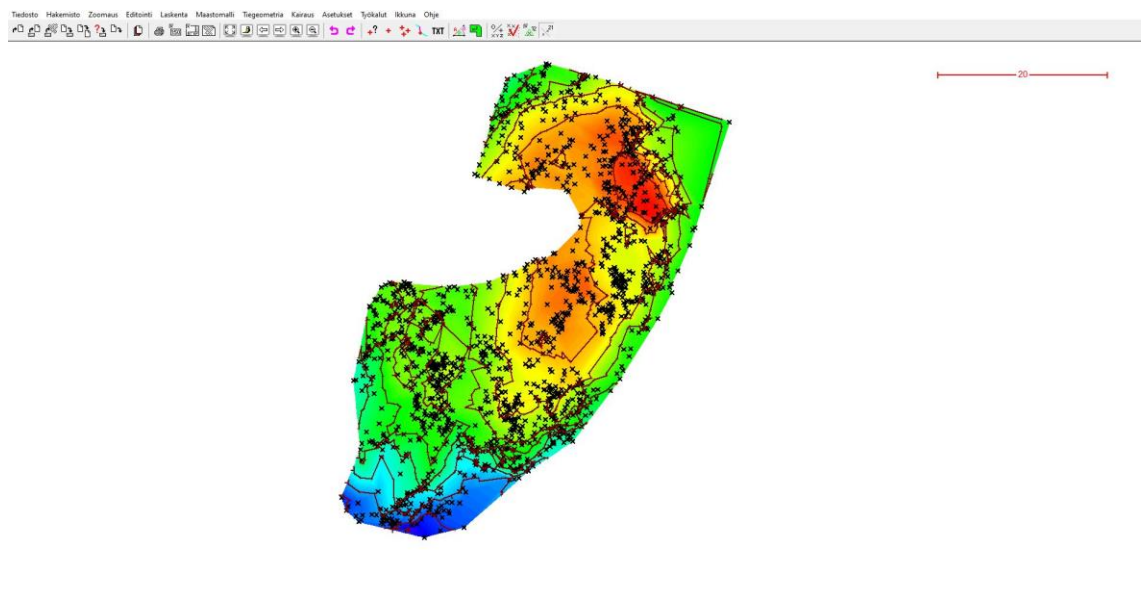 Tiedosto Hakemisto Zoomaus Editointi Laskenta Maastomalli Tiegeometria Kairaus Asetukset Työkalut Ikkuna Ohje
TXT
20